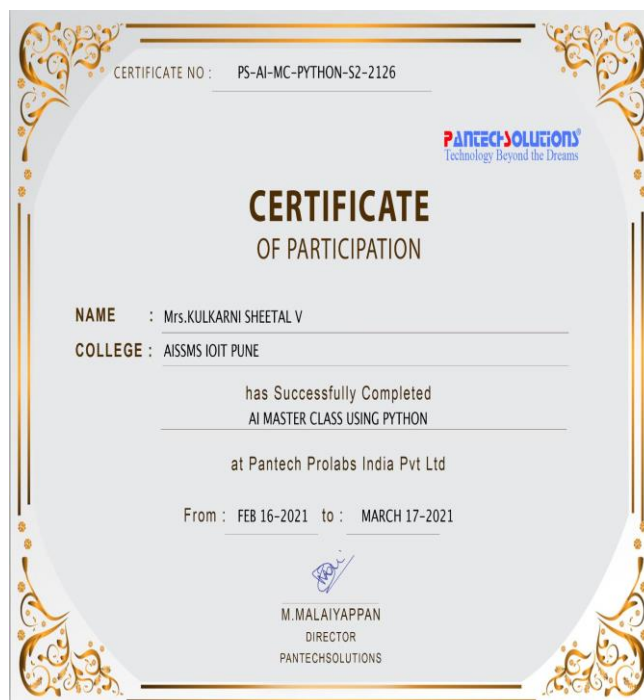 CERTIFICATE NO : PS-AI-MC-PYTHON-S2-2126
PANTECHSOLUTIONS®
Technology Beyond the Dreams
CERTIFICATE
OF PARTICIPATION
NAME : Mrs.KULKARNI SHEETAL V
COLLEGE : AISSMS IOIT PUNE
has Successfully Completed
AI MASTER CLASS USING PYTHON
at Pantech Prolabs India Pvt Ltd
From : FEB 16-2021 to : MARCH 17-2021
M.MALAIYAPPAN
DIRECTOR
PANTECHSOLUTIONS